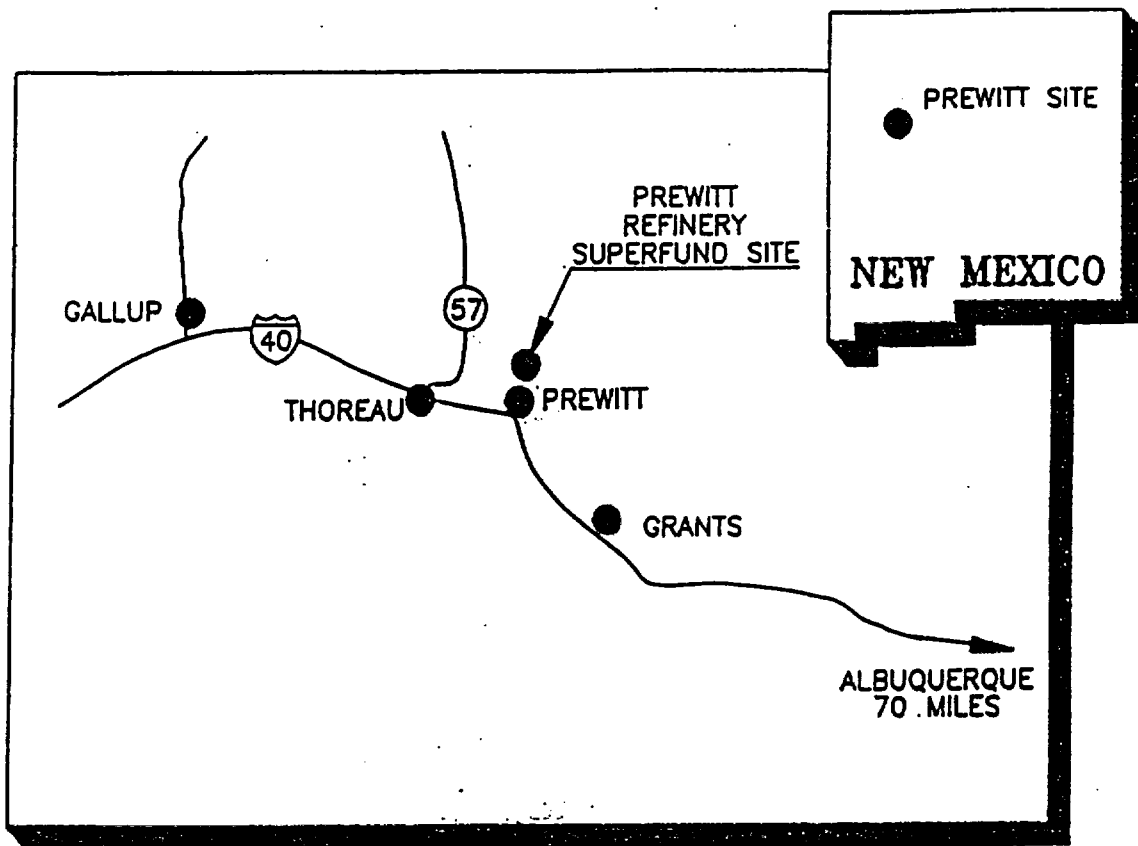 PREWITT SITE
NEW MEXICO
PREWITT
REFINERY
SUPERFUND SITE
GALLUP
57
40
THOREAU
PREWITT
GRANTS
ALBUQUERQUE
70 MILES